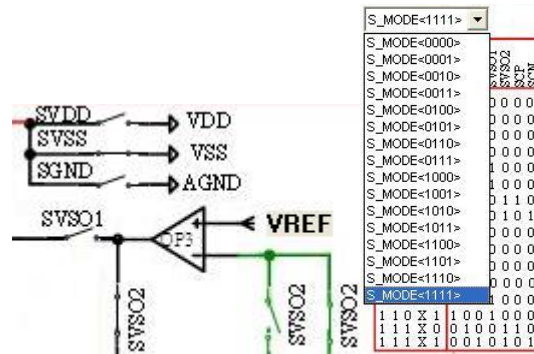 S_MODE<1111>
S_MODE<0000>
S_MODE<0001>
S_MODE<0010>
S_MODE<0011>
S_MODE<0100>
S_MODE<0101>
S_MODE<0110>
S_MODE<0111>
S_MODE<1000>
S_MODE<1001>
S_MODE<1010>
S_MODE<1011>
S_MODE<1100>
S_MODE<1101>
S_MODE<1110>
S_MODE<1111>
SVSO1
SVSO2
SCP
1 1 0 X 1 1 0 0 1 0 0 0
1 1 1 X 0 0 1 0 0 1 1 0
1 1 1 X 1 0 0 1 0 1 0 1
SVDD
VDD
SVSS
VSS
SGND
AGND
SVSO1
OP3
VREF
SVSO2
SVSO2
SVSO2